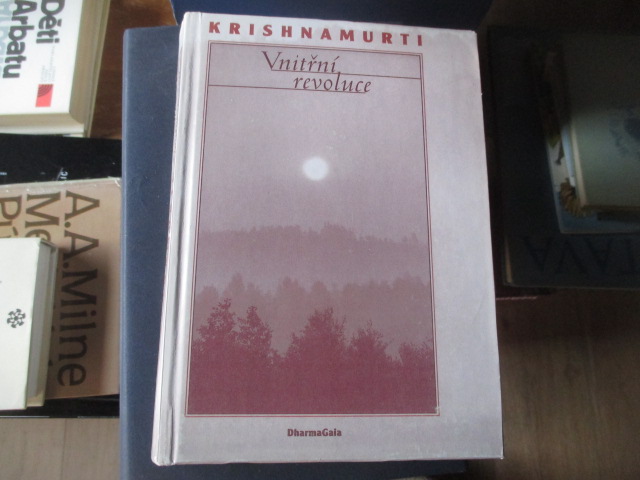 KRISHNAMURTI
Vnitřní
revoluce
DharmaGaia
Děti
Arbatu
A.A.Milne